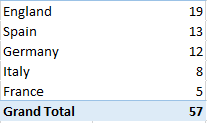 England 19
Spain 13
Germany 12
Italy 8
France 5
Grand Total 57